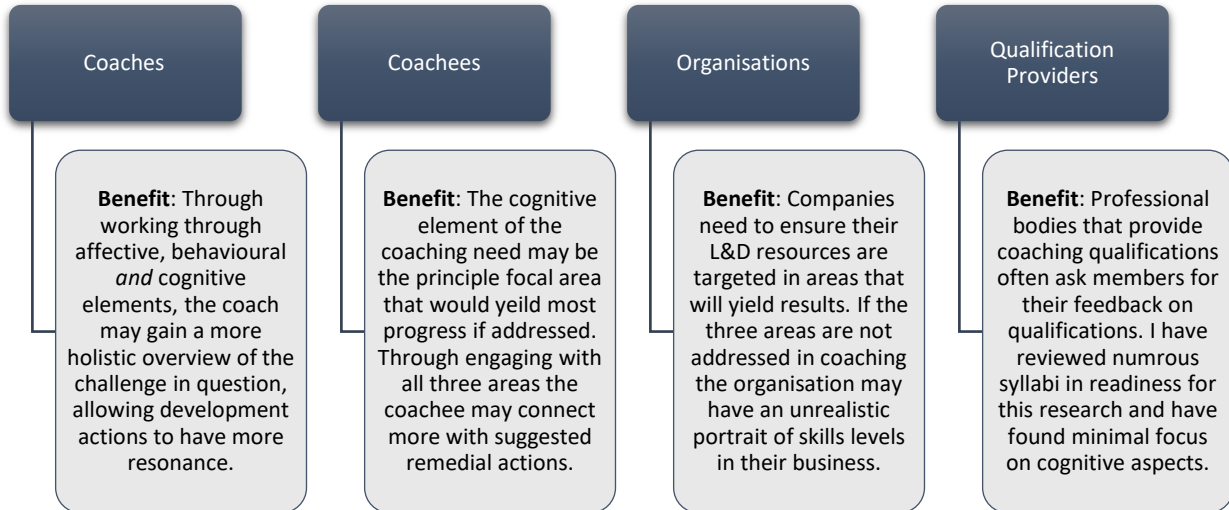 Coaches
Benefit: Through
working through
affective, behavioural
and cognitive
elements, the coach
may gain a more
holistic overview of the
challenge in question,
allowing development
actions to have more
resonance.
Coachees
Benefit: The cognitive
element of the
coaching need may be
the principle focal area
that would yeild most
progress if addressed.
Through engaging with
all three areas the
coachee may connect
more with suggested
remedial actions.
Organisations
Benefit: Companies
need to ensure their
L&D resources are
targeted in areas that
will yield results. If the
three areas are not
addressed in coaching
the organisation may
have an unrealistic
portrait of skills levels
in their business.
Qualification
Providers
Benefit: Professional
bodies that provide
coaching qualifications
often ask members for
their feedback on
qualifications. I have
reviewed numrous
syllabi in readiness for
this research and have
found minimal focus
on cognitive aspects.